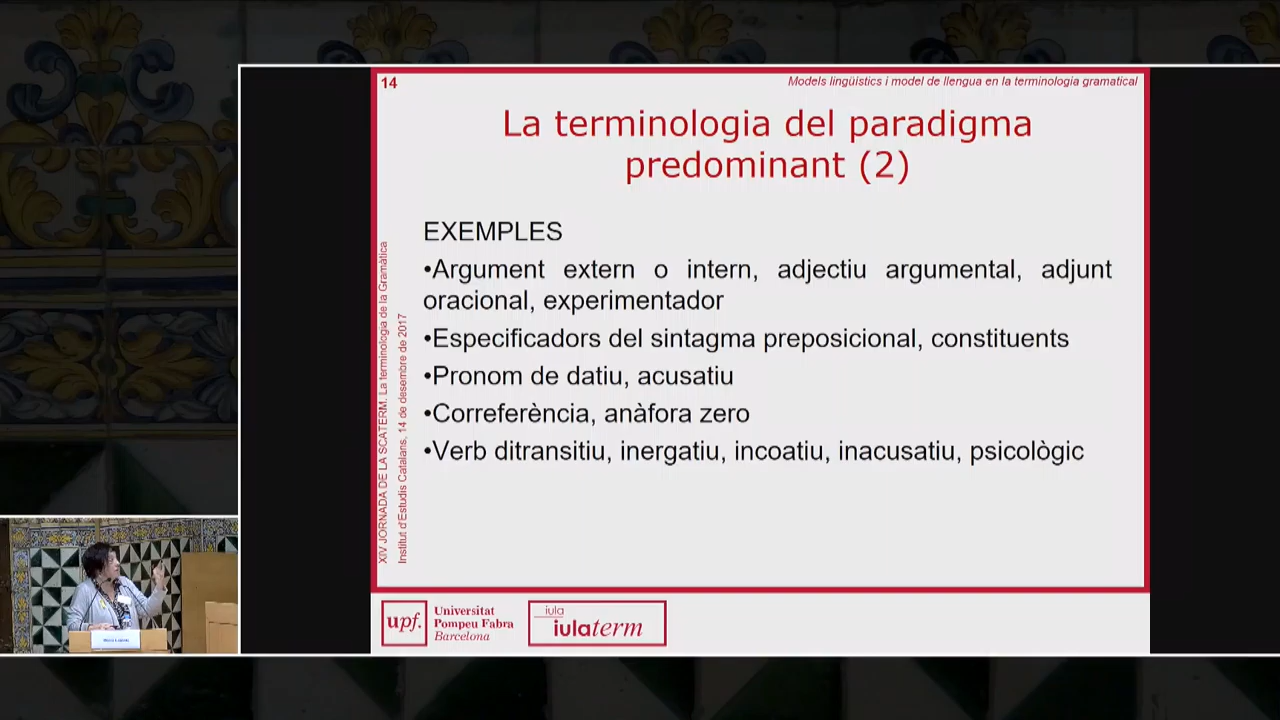 14
Models lingüístics i model de llengua en la terminologia gramatical
La terminologia del paradigma
predominant (2)
EXEMPLES
•Argument extern o intern, adjectiu argumental, adjunt
oracional, experimentador
•Especificadors del sintagma preposicional, constituents
•Pronom de datiu, acusatiu
•Correferència, anàfora zero
•Verb ditransitiu, inergatiu, incoatiu, inacusatiu, psicològic
XIV JORNADA DE LA SCATERM. La terminologia de la Gramàtica
Institut d'Estudis Catalans, 14 de desembre de 2017
upf.
Universitat
Pompeu Fabra
Barcelona
iula
iulaterm